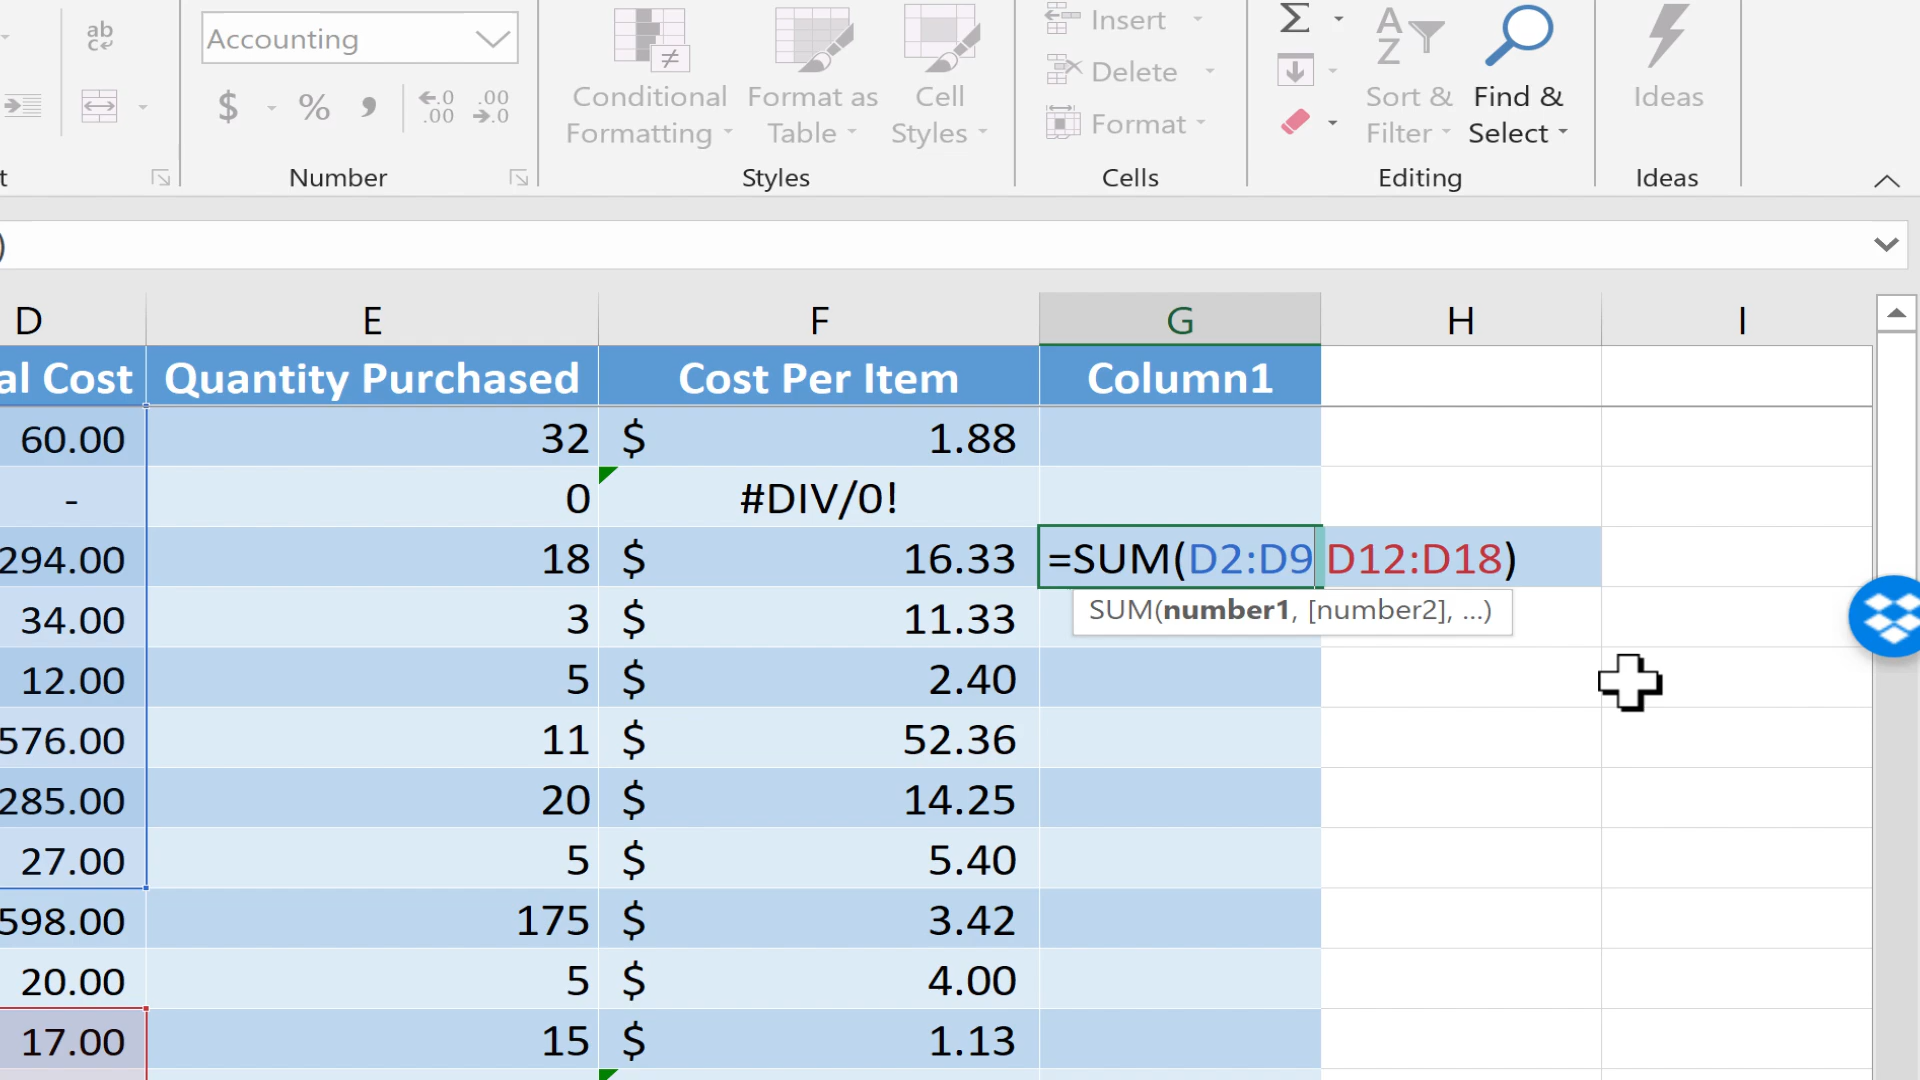 ab
c
Accounting
$ % ,
.0 .00
.00 .0
≠
Conditional
Formatting
Format as
Table
Cell
Styles
Insert
Delete
Format
Σ
A
Z
Sort &
Filter
Find &
Select
Ideas
t
Number
Styles
Cells
Editing
Ideas
)
D E F G H I
al Cost Quantity Purchased Cost Per Item Column1
60.00 32 $ 1.88
- 0 #DIV/0!
294.00 18 $ 16.33 =SUM(D2:D9 D12:D18)
SUM(number1, [number2], ...)
34.00 3 $ 11.33
12.00 5 $ 2.40
576.00 11 $ 52.36
285.00 20 $ 14.25
27.00 5 $ 5.40
598.00 175 $ 3.42
20.00 5 $ 4.00
17.00 15 $ 1.13